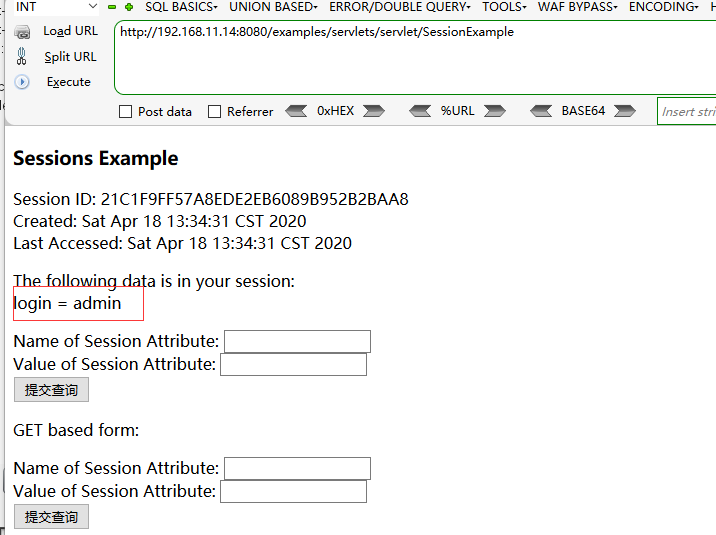 INT SQL BASICS▾ UNION BASED▾ ERROR/DOUBLE QUERY▾ TOOLS▾ WAF BYPASS▾ ENCODING▾
Load URL http://192.168.11.14:8080/examples/servlets/servlet/SessionExample
Split URL
Execute
Post data Referrer 0xHEX %URL BASE64 Insert stri
Sessions Example
Session ID: 21C1F9FF57A8EDE2EB6089B952B2BAA8
Created: Sat Apr 18 13:34:31 CST 2020
Last Accessed: Sat Apr 18 13:34:31 CST 2020
The following data is in your session:
login = admin
Name of Session Attribute:
Value of Session Attribute:
提交查询
GET based form:
Name of Session Attribute:
Value of Session Attribute:
提交查询